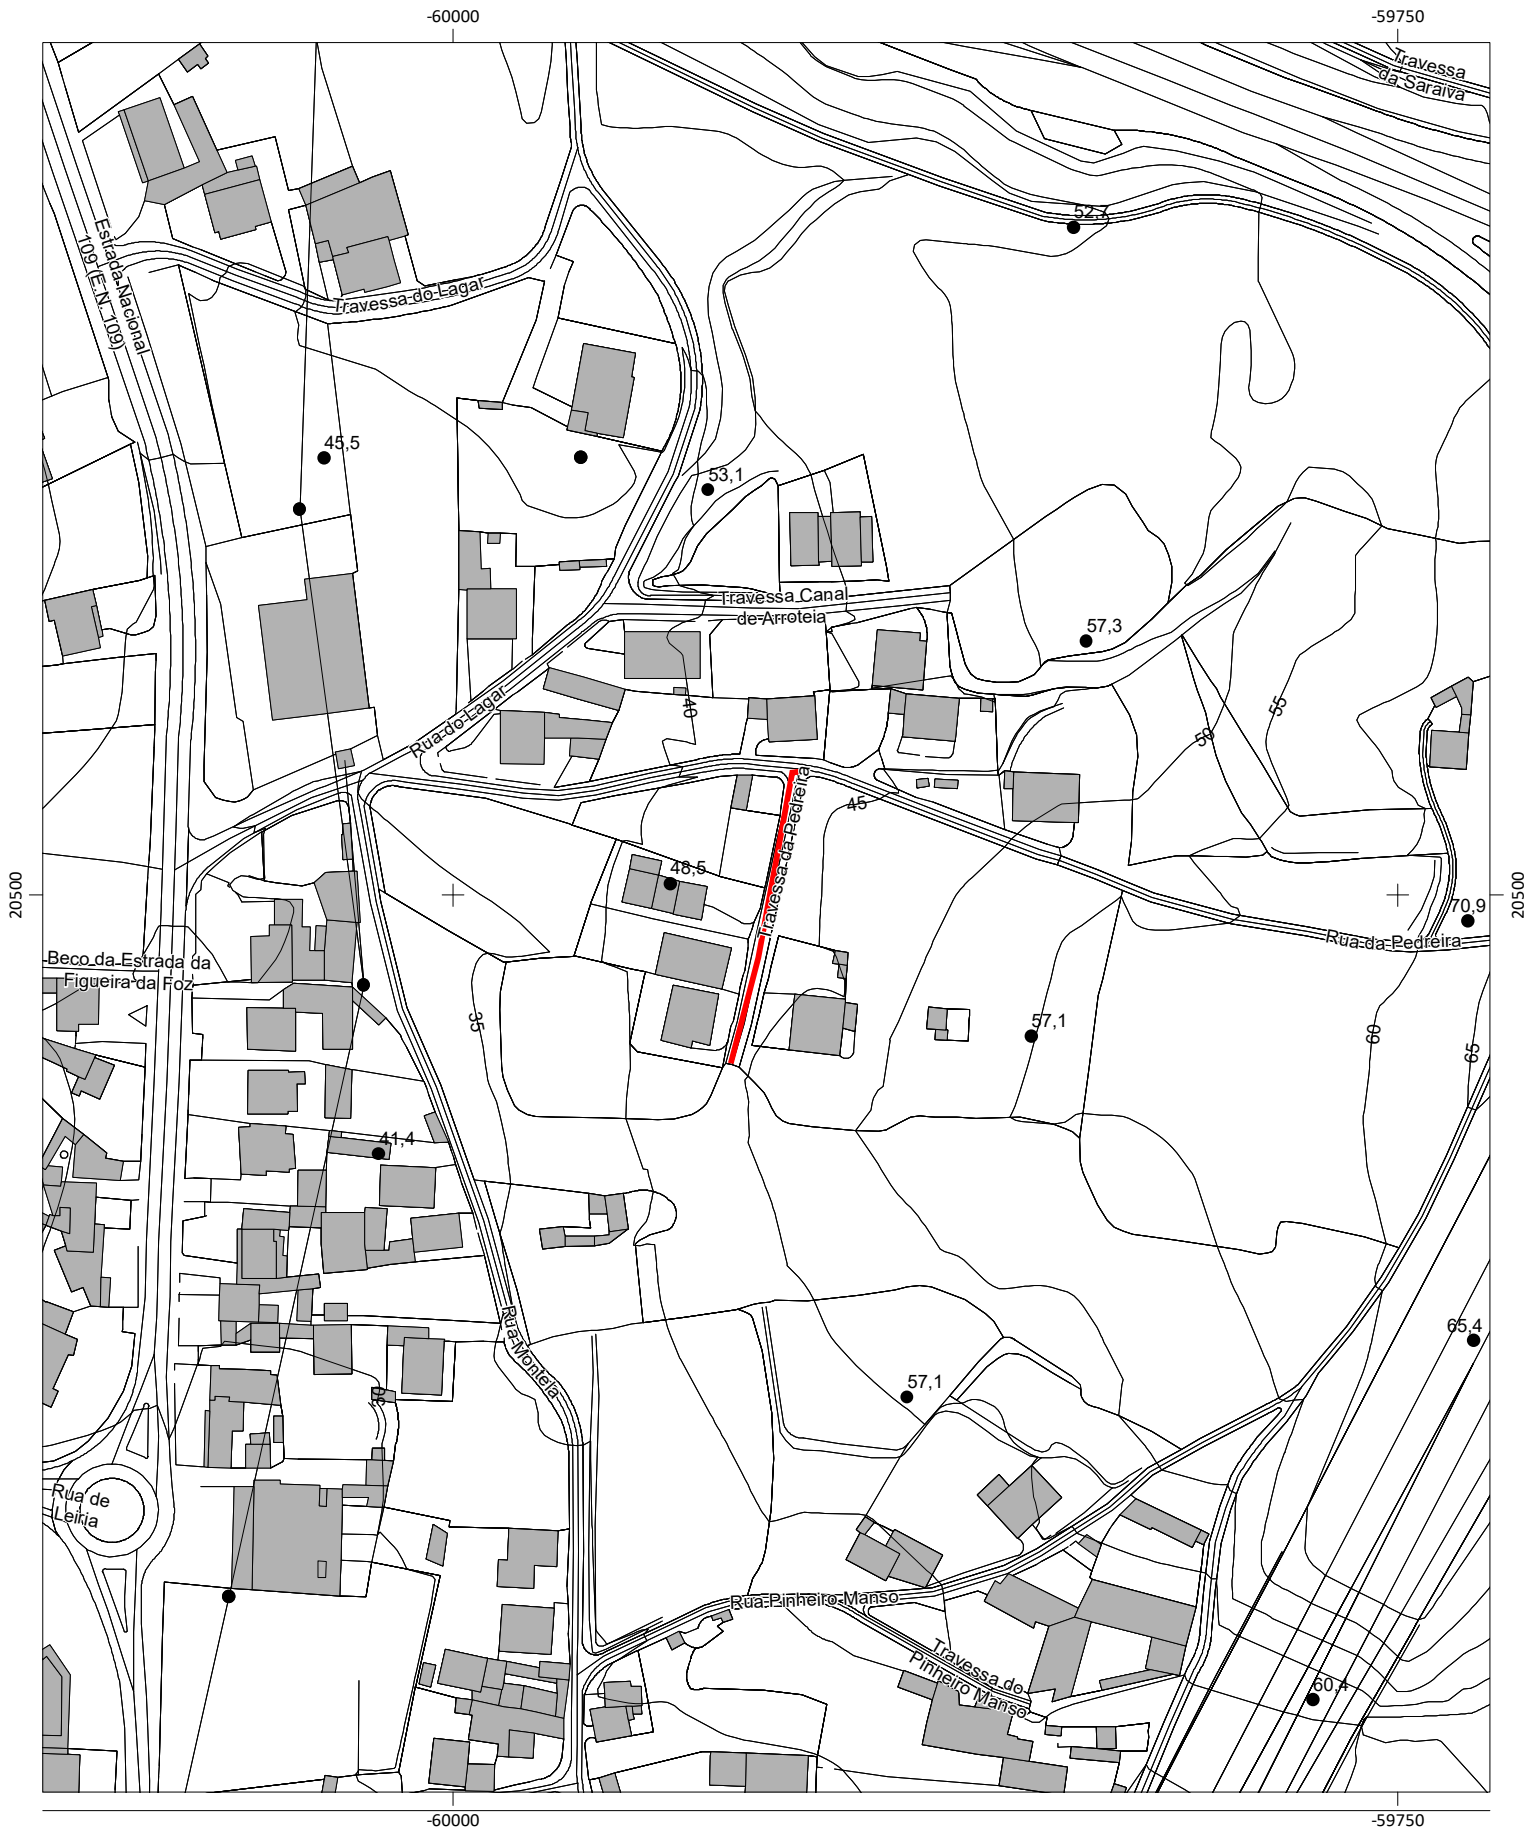 -60000
-59750
Travessa
da Saraiva
52,7
Estrada Nacional
109 (E.N. 109)
Travessa do Lagar
45,5
53,1
Travessa Canal
de Arroteia
57,3
40
Rua do Lagar
55
50
Travessa da Pedreira
45
48,5
20500
20500
70,9
Rua da Pedreira
Beco da Estrada da
Figueira da Foz
35
57,1
60
65
41,4
Rua Monteia
65,4
57,1
30
Rua de
Leiria
Rua Pinheiro Manso
Travessa do
Pinheiro Manso
60,4
-60000
-59750